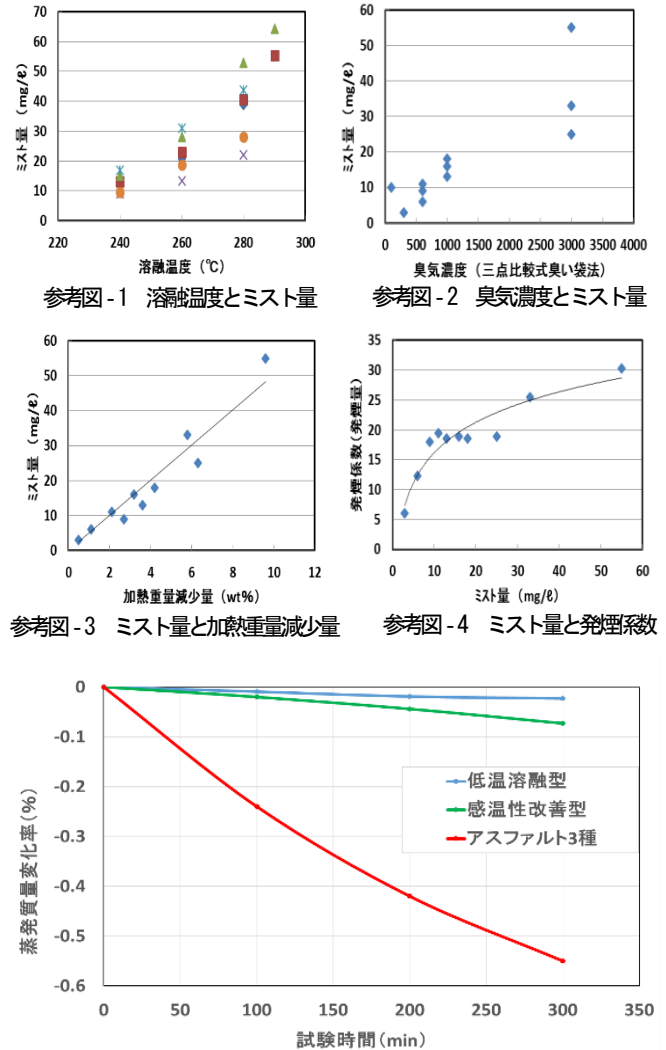 70
60
50
40
30
20
10
0
ミスト量 (mg/ℓ)
220 240 260 280 300
溶融温度 (℃)
参考図-1 溶融温度とミスト量
60
50
40
30
20
10
0
ミスト量 (mg/ℓ)
0 500 1000 1500 2000 2500 3000 3500 4000
臭気濃度 (三点比較式臭い袋法)
参考図-2 臭気濃度とミスト量
60
50
40
30
20
10
0
ミスト量 (mg/ℓ)
0 2 4 6 8 10 12
加熱重量減少量 (wt%)
参考図-3 ミスト量と加熱重量減少量
35
30
25
20
15
10
5
0
発煙係数(発煙量)
0 10 20 30 40 50 60
ミスト量 (mg/ℓ)
参考図-4 ミスト量と発煙係数
0
-0.1
-0.2
-0.3
-0.4
-0.5
-0.6
蒸発質量変化率(%)
低温溶融型
感温性改善型
アスファルト3種
0 50 100 150 200 250 300 350
試験時間(min)